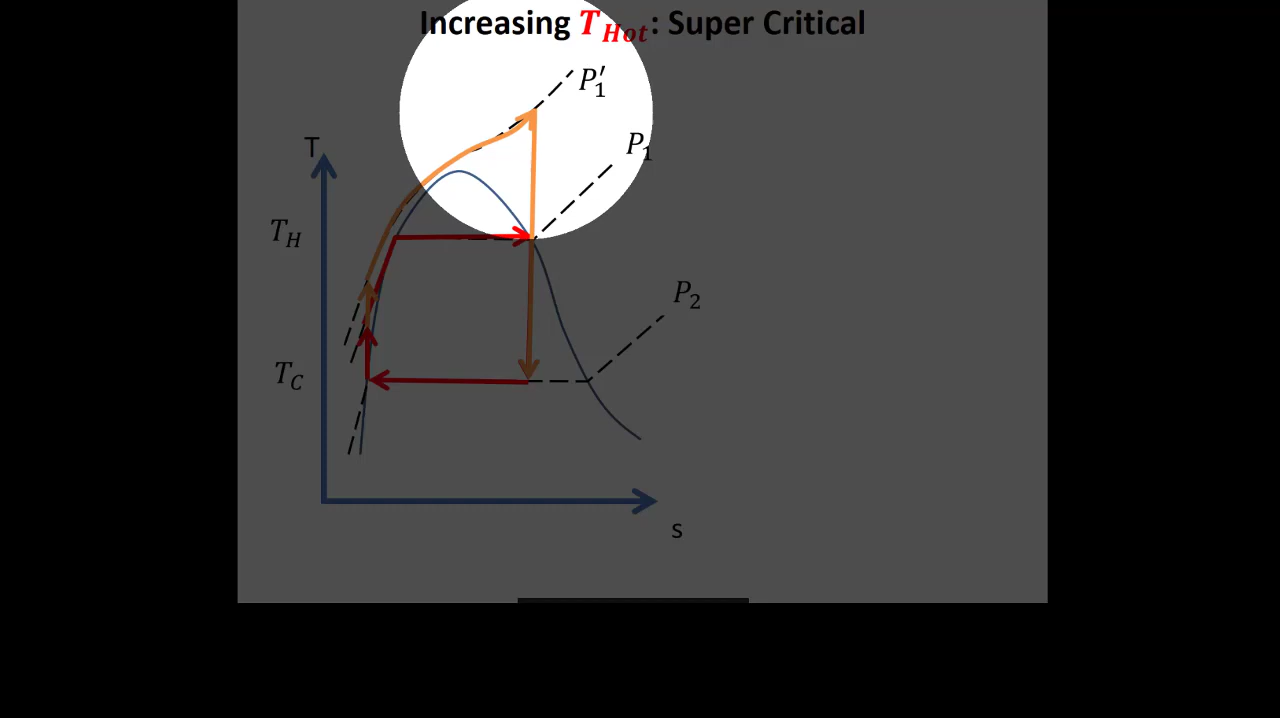 Increasing T_Hot: Super Critical
P₁′
P₁
T
T_H
P₂
T_C
s